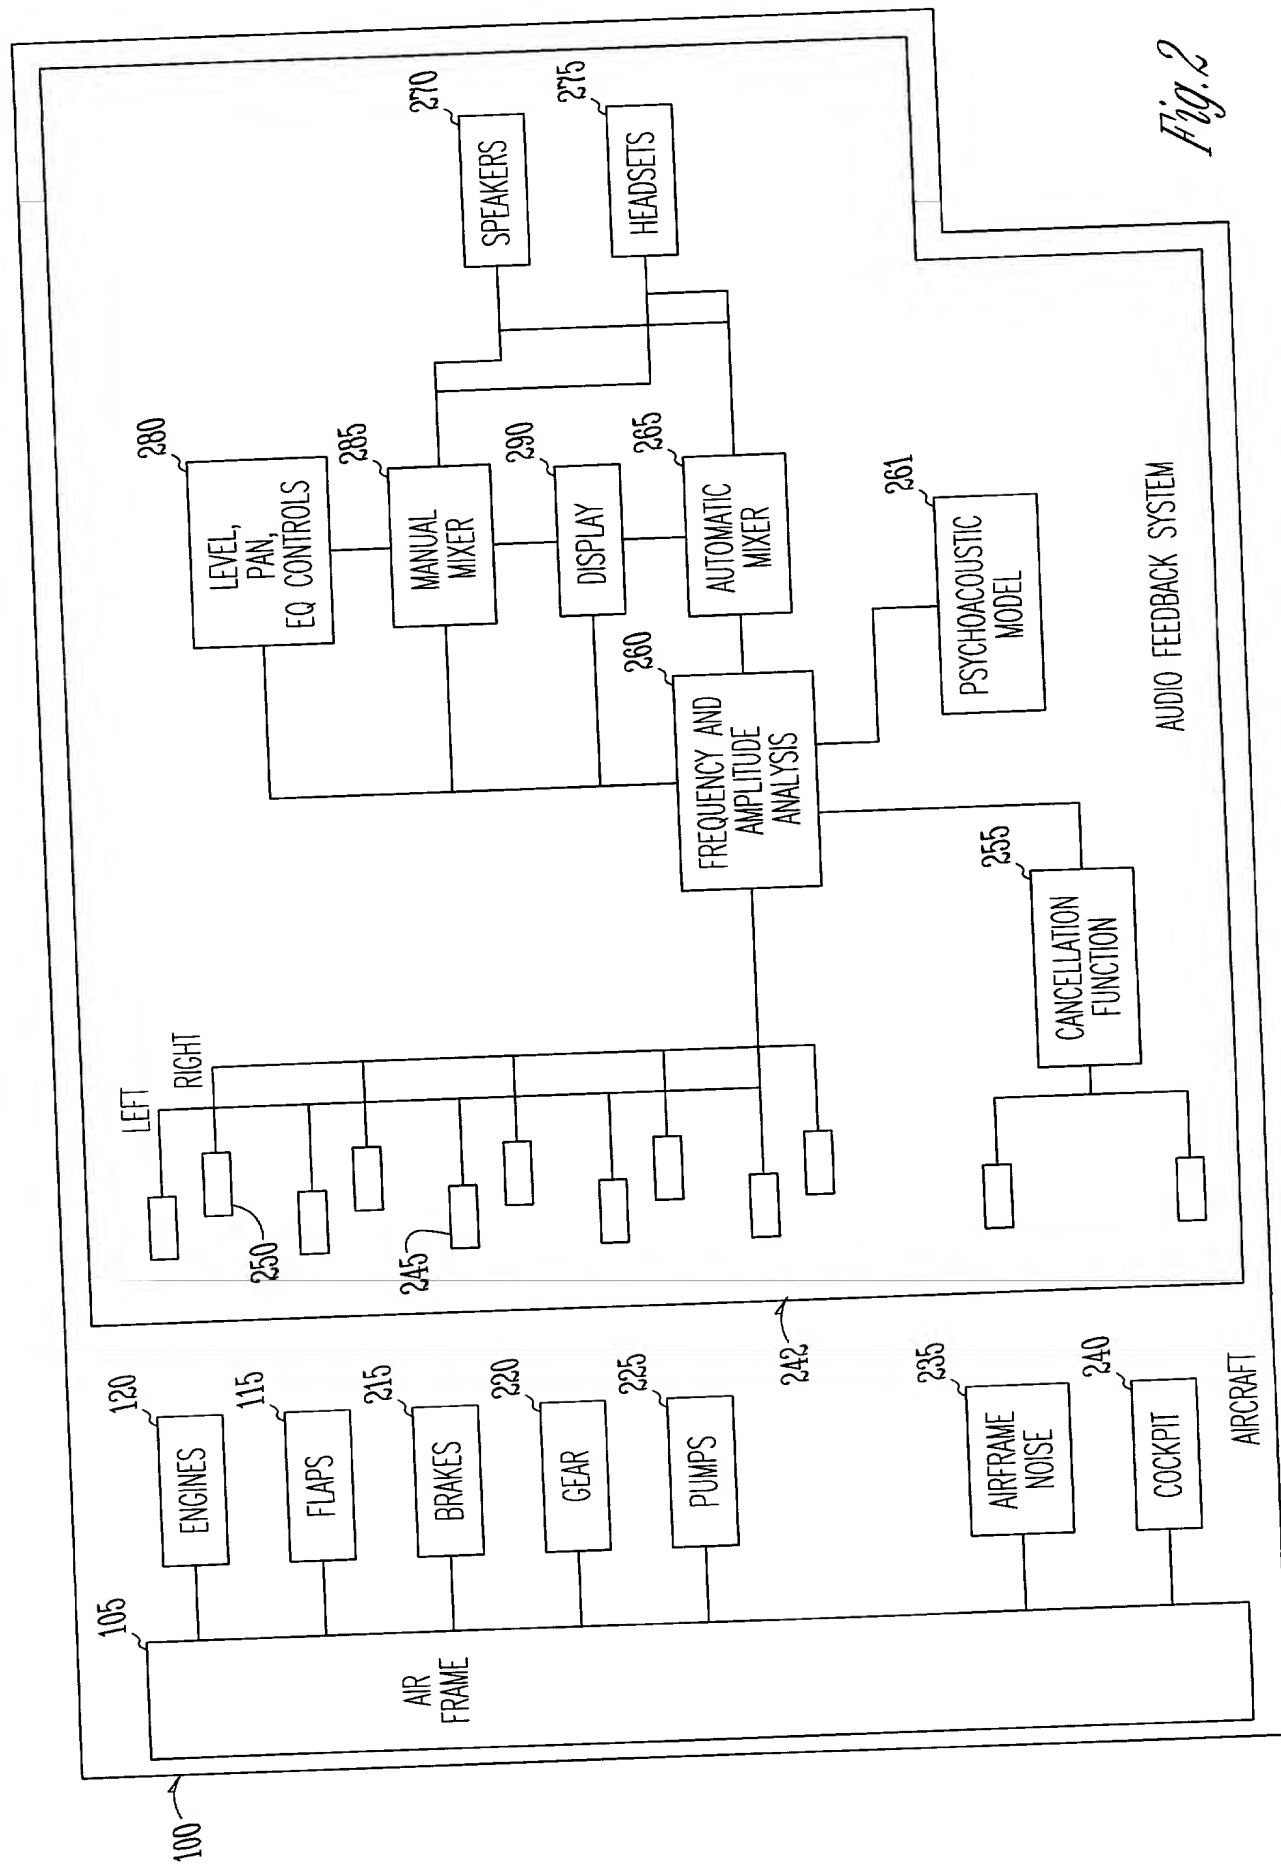 100
105
AIR
FRAME
120
ENGINES
115
FLAPS
215
BRAKES
220
GEAR
225
PUMPS
235
AIRFRAME
NOISE
240
COCKPIT
AIRCRAFT
242
LEFT
RIGHT
250
245
255
CANCELLATION
FUNCTION
260
FREQUENCY AND
AMPLITUDE
ANALYSIS
261
PSYCHOACOUSTIC
MODEL
280
LEVEL,
PAN,
EQ CONTROLS
285
MANUAL
MIXER
290
DISPLAY
265
AUTOMATIC
MIXER
270
SPEAKERS
275
HEADSETS
AUDIO FEEDBACK SYSTEM
Fig. 2